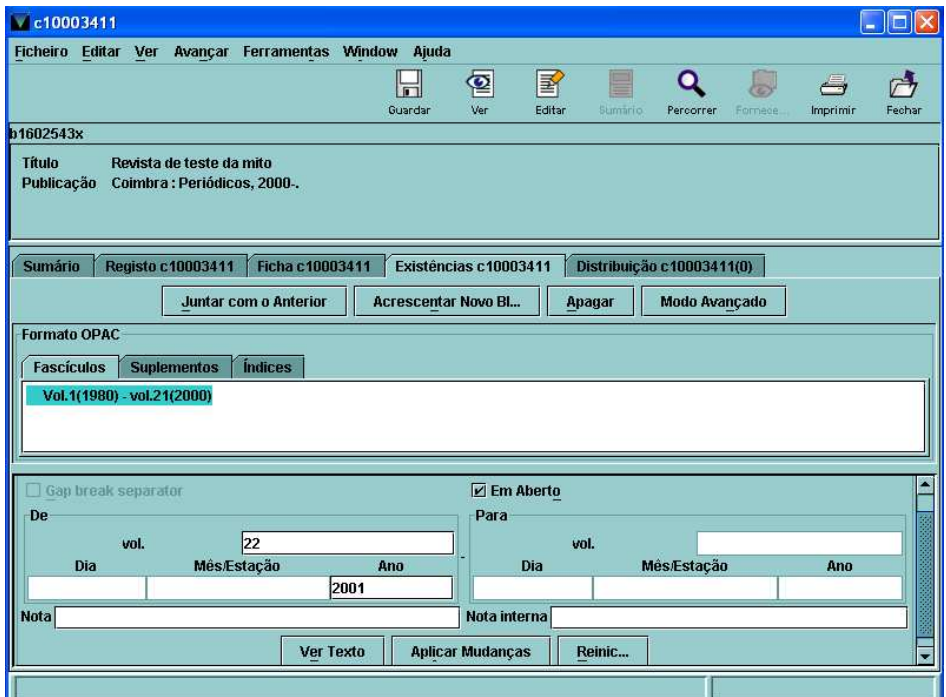 c10003411
Ficheiro Editar Ver Avançar Ferramentas Window Ajuda
Guardar Ver Editar Sumário Percorrer Fornece... Imprimir Fechar
b1602543x
Título Revista de teste da mito
Publicação Coimbra : Periódicos, 2000-.
Sumário Registo c10003411 Ficha c10003411 Existências c10003411 Distribuição c10003411(0)
Juntar com o Anterior Acrescentar Novo Bl... Apagar Modo Avançado
Formato OPAC
Fascículos Suplementos Índices
Vol.1(1980) - vol.21(2000)
Gap break separator Em Aberto
De Para
vol. 22 vol.
Dia Mês/Estação Ano - Dia Mês/Estação Ano
2001
Nota Nota interna
Ver Texto Aplicar Mudanças Reinic...